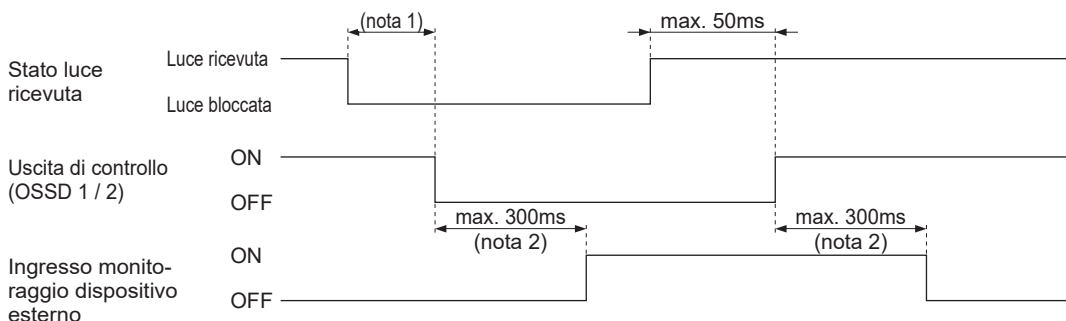 (nota 1)
max. 50ms
Stato luce
ricevuta
Luce ricevuta
Luce bloccata
Uscita di controllo
(OSSD 1 / 2)
ON
OFF
max. 300ms
(nota 2)
max. 300ms
(nota 2)
Ingresso monito-
raggio dispositivo
esterno
ON
OFF